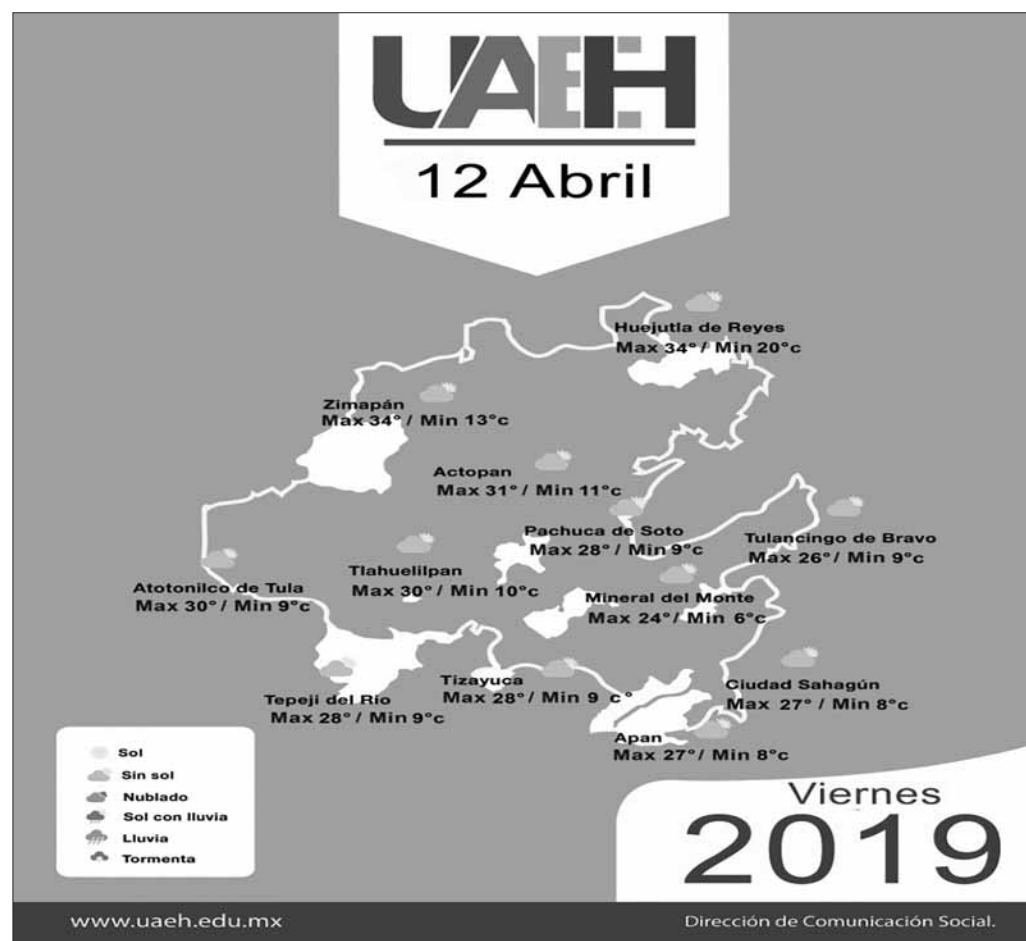 UAEH
12 Abril
Huejutla de Reyes
Max 34° / Min 20°c
Zimapán
Max 34° / Min 13°c
Actopan
Max 31° / Min 11°c
Pachuca de Soto
Max 28° / Min 9°c
Tulancingo de Bravo
Max 26° / Min 9°c
Tlahuelilpan
Max 30° / Min 10°c
Atotonilco de Tula
Max 30° / Min 9°c
Mineral del Monte
Max 24° / Min 6°c
Tizayuca
Max 28° / Min 9 c°
Ciudad Sahagún
Max 27° / Min 8°c
Tepeji del Río
Max 28° / Min 9°c
Apan
Max 27°/ Min 8°c
Sol
Sin sol
Nublado
Sol con lluvia
Lluvia
Tormenta
Viernes
2019
www.uaeh.edu.mx
Dirección de Comunicación Social.